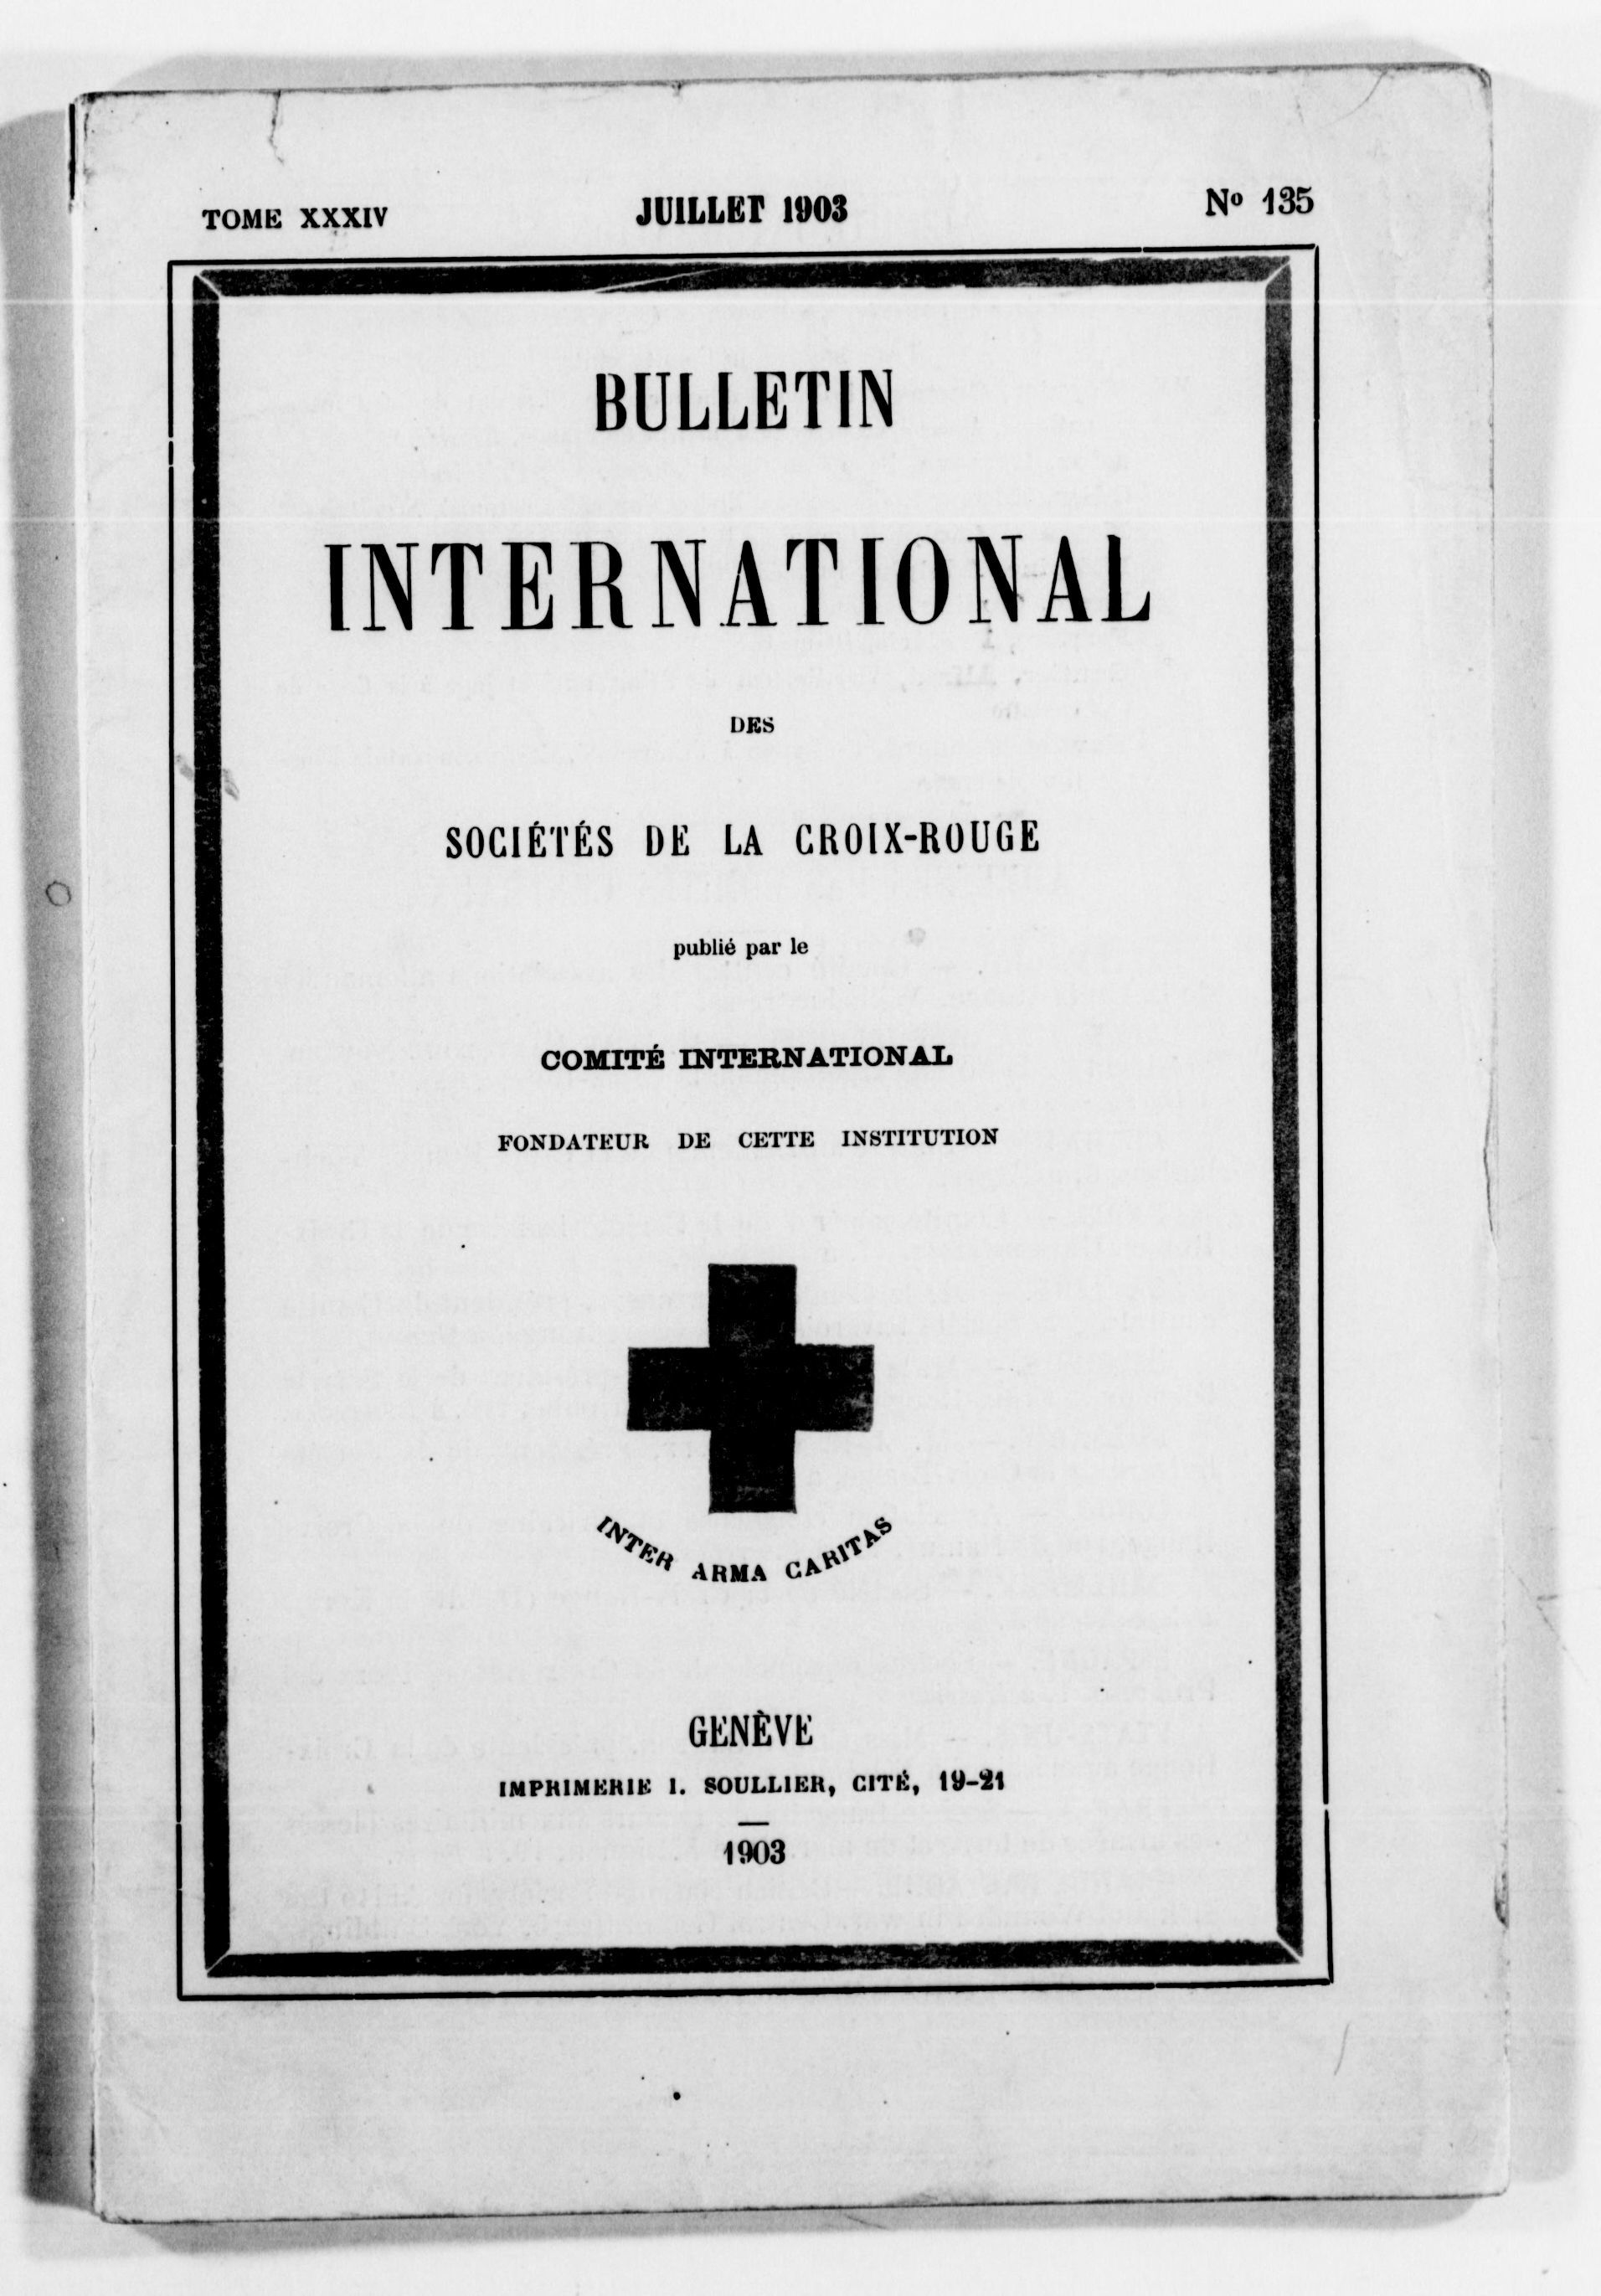 TOME XXXIV JUILLET 1903 Nº 135
BULLETIN
INTERNATIONAL
DES
SOCIÉTÉS DE LA CROIX-ROUGE
publié par le
COMITÉ INTERNATIONAL
FONDATEUR DE CETTE INSTITUTION
INTER ARMA CARITAS
GENÈVE
IMPRIMERIE I. SOULLIER, CITÉ, 19-21
1903